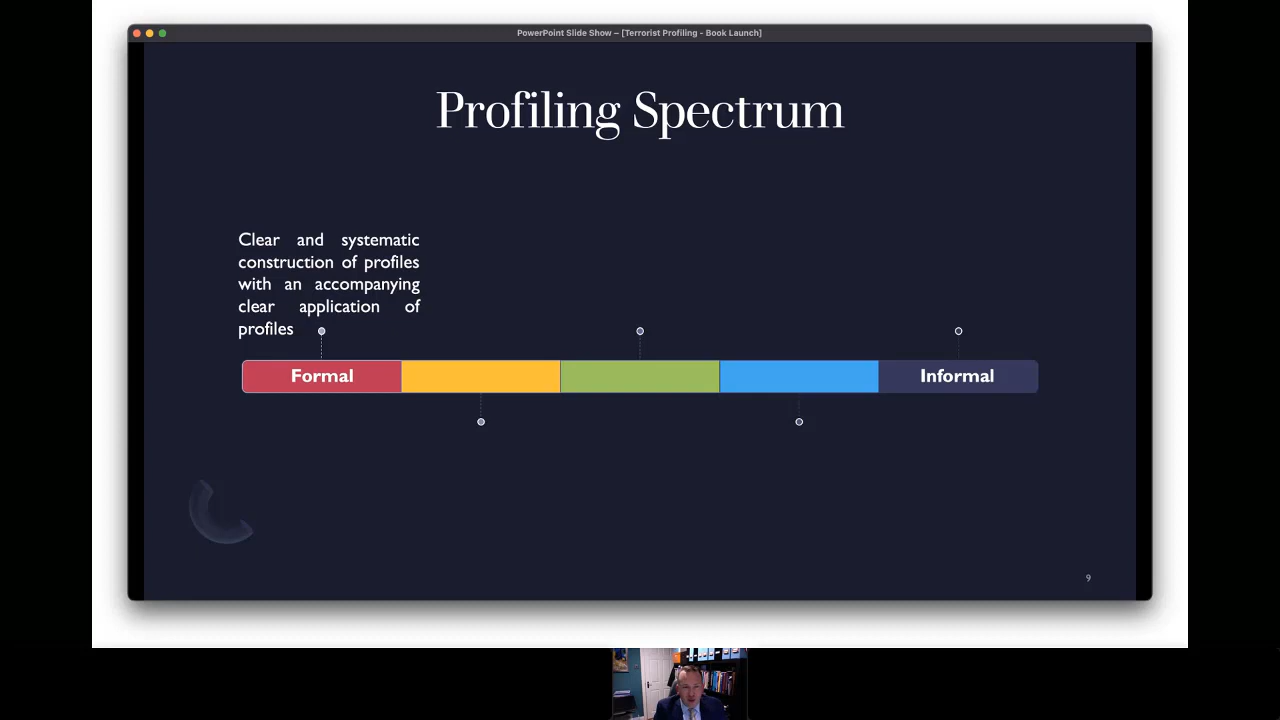 PowerPoint Slide Show – [Terrorist Profiling - Book Launch]
Profiling Spectrum
Clear and systematic
construction of profiles
with an accompanying
clear application of
profiles
Formal
Informal
9